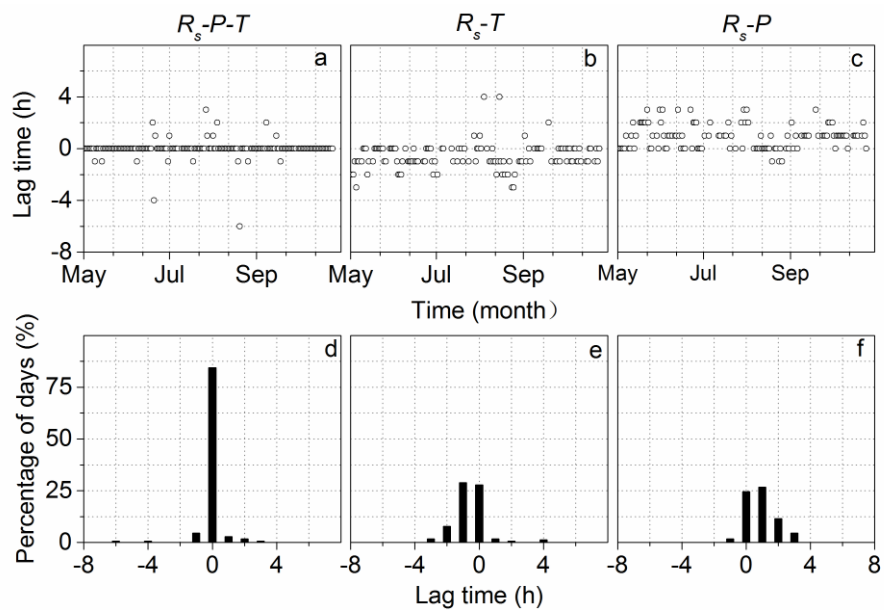 Rs-P-T Rs-T Rs-P
a b c
Lag time (h)
4
0
-4
-8
May Jul Sep May Jul Sep May Jul Sep
Time (month）
d e f
Percentage of days (%)
75
50
25
0
-8 -4 0 4 -8 -4 0 4 -8 -4 0 4 8
Lag time (h)